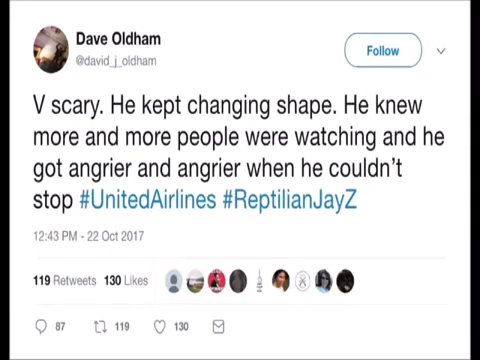 Dave Oldham
@david_j_oldham
Follow
V scary. He kept changing shape. He knew
more and more people were watching and he
got angrier and angrier when he couldn’t
stop #UnitedAirlines #ReptilianJayZ
12:43 PM - 22 Oct 2017
119 Retweets 130 Likes
87 119 130